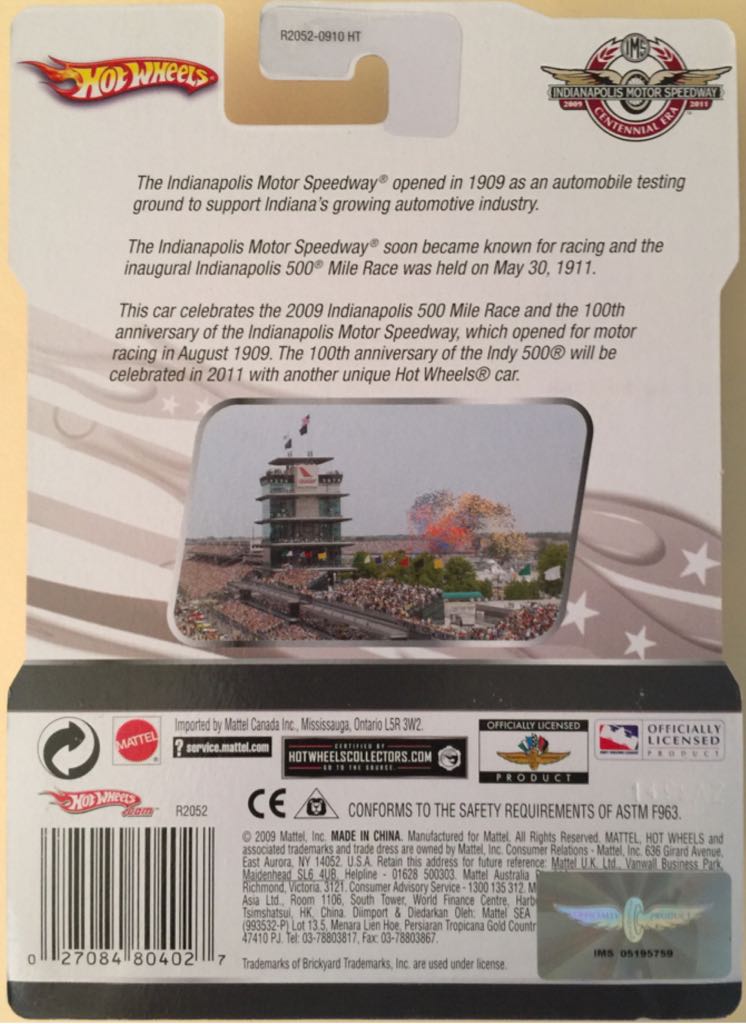 R2052-0910 HT
HOT WHEELS
IMS
INDIANAPOLIS MOTOR SPEEDWAY
2009 2011
CENTENNIAL ERA
The Indianapolis Motor Speedway® opened in 1909 as an automobile testing
ground to support Indiana's growing automotive industry.
The Indianapolis Motor Speedway® soon became known for racing and the
inaugural Indianapolis 500® Mile Race was held on May 30, 1911.
This car celebrates the 2009 Indianapolis 500 Mile Race and the 100th
anniversary of the Indianapolis Motor Speedway, which opened for motor
racing in August 1909. The 100th anniversary of the Indy 500® will be
celebrated in 2011 with another unique Hot Wheels® car.
MATTEL
Imported by Mattel Canada Inc., Mississauga, Ontario L5R 3W2.
? service.mattel.com
CERTIFIED BY
HOTWHEELSCOLLECTORS.COM
GO TO THE SOURCE.
OFFICIALLY LICENSED
PRODUCT
OFFICIALLY
LICENSED
PRODUCT
HOT WHEELS
.com
R2052
CE
CONFORMS TO THE SAFETY REQUIREMENTS OF ASTM F963.
© 2009 Mattel, Inc. MADE IN CHINA. Manufactured for Mattel. All Rights Reserved. MATTEL, HOT WHEELS and
associated trademarks and trade dress are owned by Mattel, Inc. Consumer Relations - Mattel, Inc. 636 Girard Avenue,
East Aurora, NY 14052. U.S.A. Retain this address for future reference: Mattel U.K. Ltd., Vanwall Business Park,
Maidenhead SL6 4UB. Helpline - 01628 500303. Mattel Australia
Richmond, Victoria. 3121. Consumer Advisory Service - 1300 135 312. M
Asia Ltd., Room 1106, South Tower, World Finance Centre, Harb
Tsimshatsui, HK, China. Diimport & Diedarkan Oleh: Mattel SEA
(993532-P) Lot 13.5, Menara Lien Hoe, Persiaran Tropicana Gold Countr
47410 PJ. Tel: 03-78803817, Fax: 03-78803867.
Trademarks of Brickyard Trademarks, Inc. are used under license.
0 27084 80402 7
OFFICIALLY PRODUCT
IMS 05195759